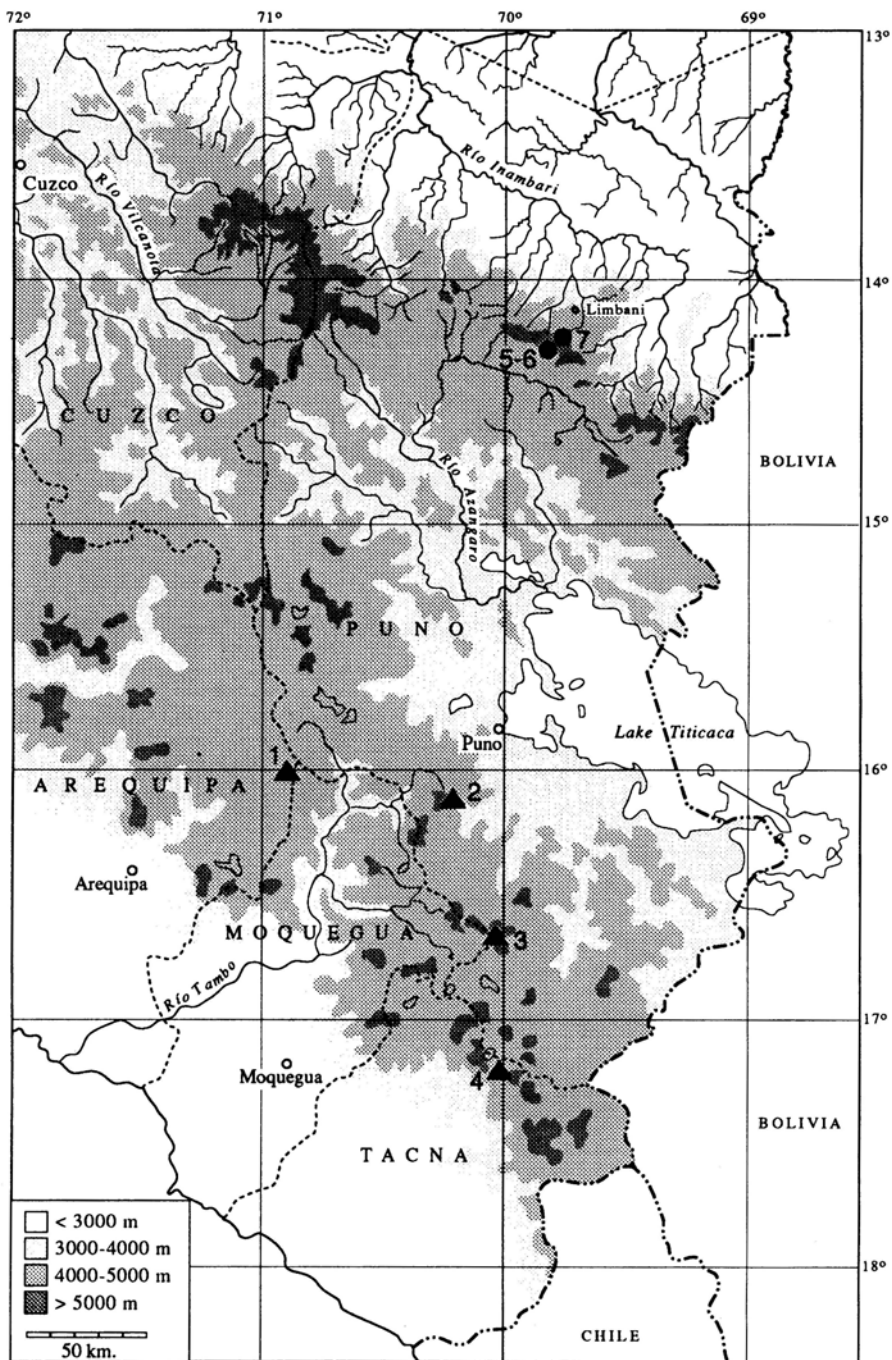 72° 71° 70° 69°
13°
Cuzco
Río Vilcanota
Río Inambari
14°
Limbani
7
5-6
CUZCO
BOLIVIA
Río Azangaro
15°
PUNO
Lake Titicaca
Puno
1
16°
AREQUIPA
2
Arequipa
MOQUEGUA
3
Río Tambo
17°
Moquegua
4
BOLIVIA
TACNA
< 3000 m
3000-4000 m
4000-5000 m
> 5000 m
18°
50 km.
CHILE